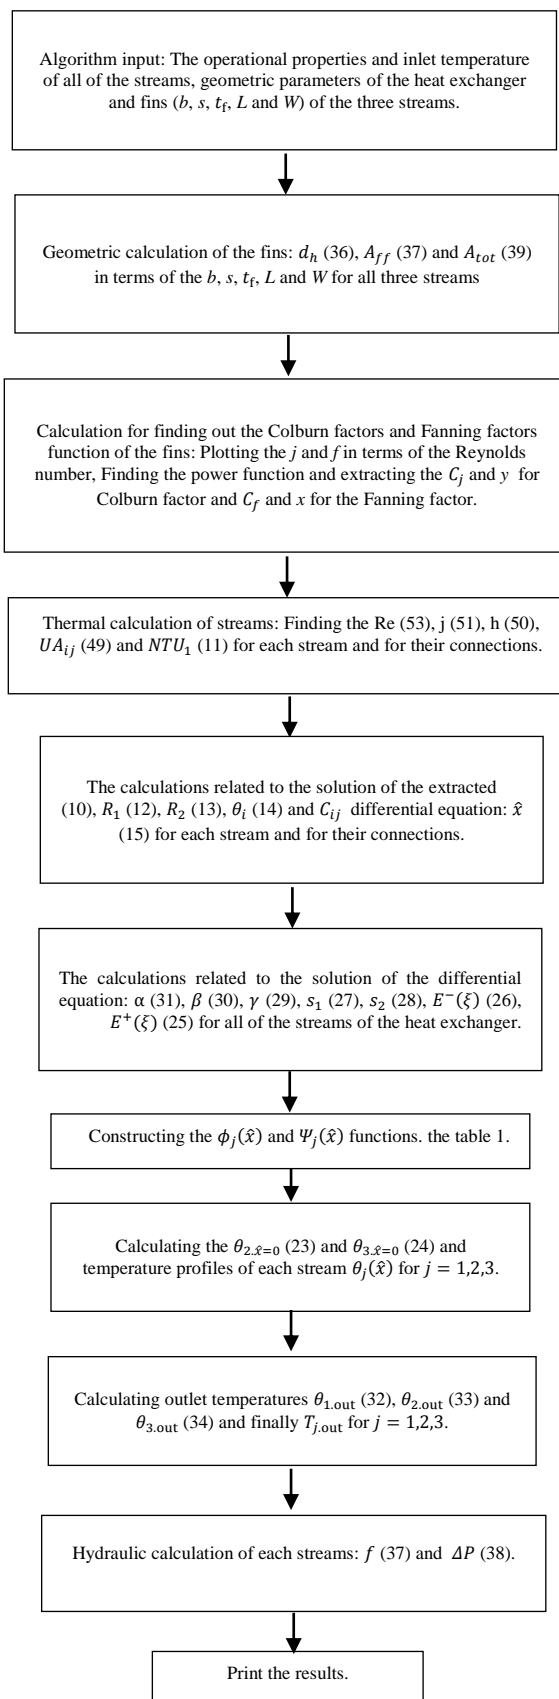 Algorithm input: The operational properties and inlet temperature
of all of the streams, geometric parameters of the heat exchanger
and fins (b, s, t_f, L and W) of the three streams.
Geometric calculation of the fins: d_h (36), A_ff (37) and A_tot (39)
in terms of the b, s, t_f, L and W for all three streams
Calculation for finding out the Colburn factors and Fanning factors
function of the fins: Plotting the j and f in terms of the Reynolds
number, Finding the power function and extracting the C_j and y for
Colburn factor and C_f and x for the Fanning factor.
Thermal calculation of streams: Finding the Re (53), j (51), h (50),
UA_ij (49) and NTU_1 (11) for each stream and for their connections.
The calculations related to the solution of the extracted
(10), R_1 (12), R_2 (13), θ_i (14) and C_ij differential equation: x̂
(15) for each stream and for their connections.
The calculations related to the solution of the differential
equation: α (31), β (30), γ (29), s_1 (27), s_2 (28), E^−(ξ) (26),
E^+(ξ) (25) for all of the streams of the heat exchanger.
Constructing the ϕ_j(x̂) and Ψ_j(x̂) functions. the table 1.
Calculating the θ_2.x̂=0 (23) and θ_3.x̂=0 (24) and
temperature profiles of each stream θ_j(x̂) for j = 1,2,3.
Calculating outlet temperatures θ_1.out (32), θ_2.out (33) and
θ_3.out (34) and finally T_j.out for j = 1,2,3.
Hydraulic calculation of each streams: f (37) and ΔP (38).
Print the results.